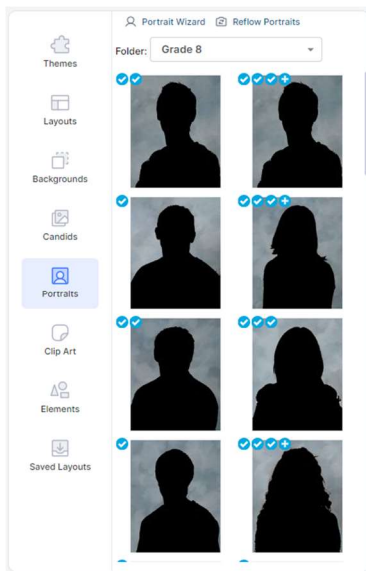 Portrait Wizard Reflow Portraits
Folder: Grade 8
Themes
Layouts
Backgrounds
Candids
Portraits
Clip Art
Elements
Saved Layouts